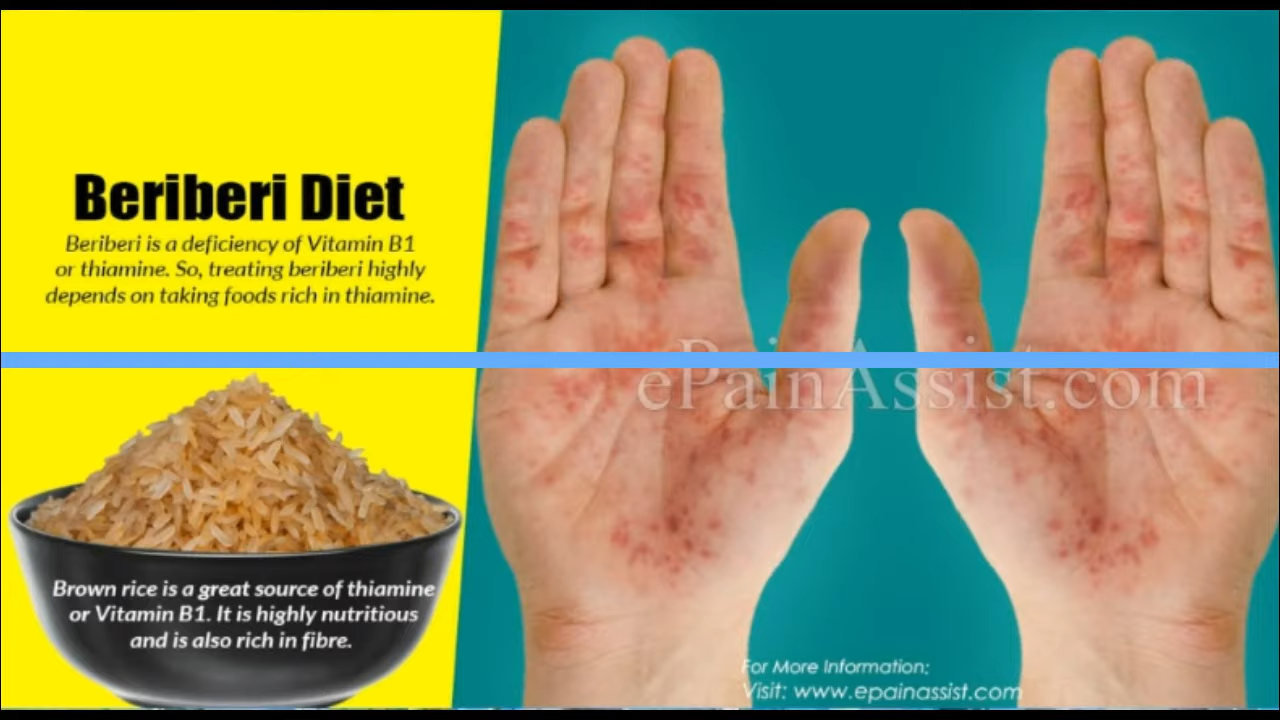 Beriberi Diet
Beriberi is a deficiency of Vitamin B1
or thiamine. So, treating beriberi highly
depends on taking foods rich in thiamine.
ePainAssist.com
Brown rice is a great source of thiamine
or Vitamin B1. It is highly nutritious
and is also rich in fibre.
For More Information:
Visit: www.epainassist.com